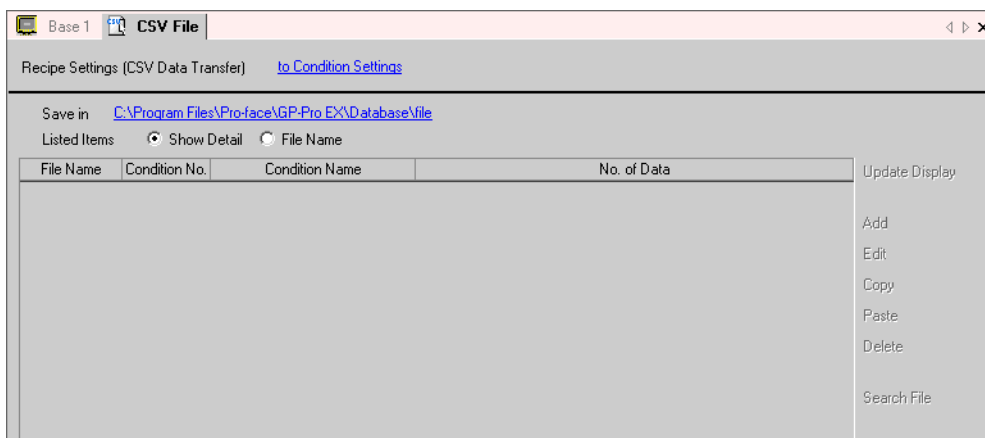 Base 1 CSV File
Recipe Settings (CSV Data Transfer) to Condition Settings
Save in C:\Program Files\Pro-face\GP-Pro EX\Database\file
Listed Items Show Detail File Name
File Name Condition No. Condition Name No. of Data
Update Display
Add
Edit
Copy
Paste
Delete
Search File